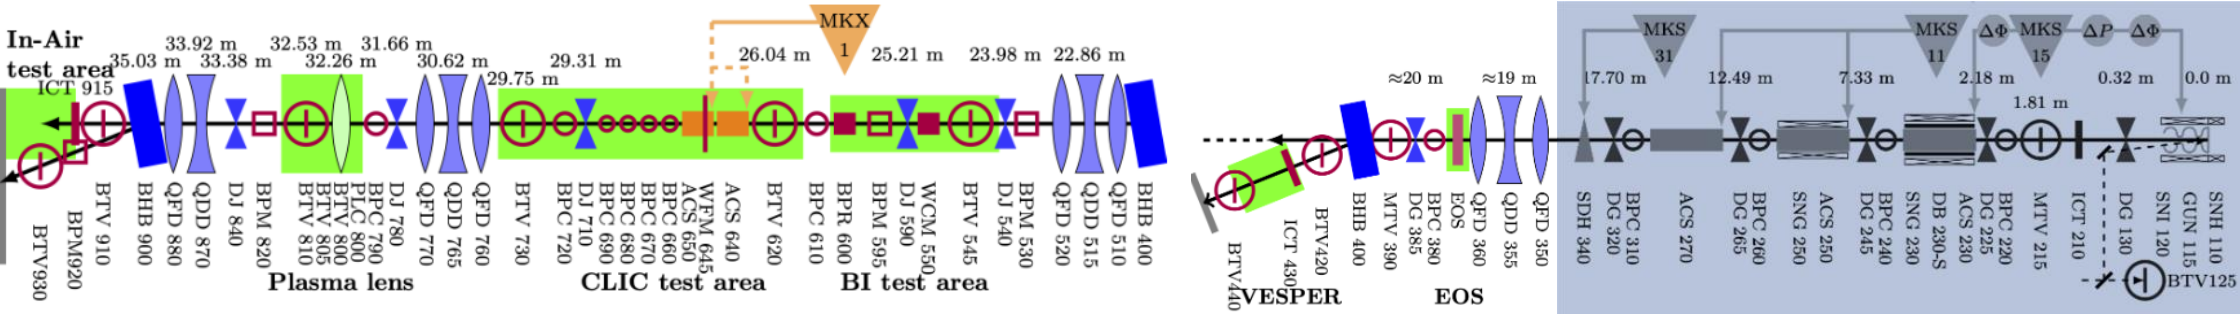 In-Air
test area
ICT 915
35.03 m
33.92 m
33.38 m
32.53 m
32.26 m
31.66 m
30.62 m
29.75 m
29.31 m
26.04 m
MKX
1
25.21 m
23.98 m
22.86 m
≈20 m
≈19 m
MKS
31
17.70 m
12.49 m
7.33 m
MKS
11
ΔΦ
MKS
15
ΔP
ΔΦ
2.18 m
1.81 m
0.32 m
0.0 m
BTV930
BPM920
BTV 910
BHB 900
QFD 880
QDD 870
DJ 840
BPM 820
BTV 810
BTV 805
BTV 800
PLC 800
BPC 790
DJ 780
QFD 770
QDD 765
QFD 760
BTV 730
BPC 720
DJ 710
BPC 690
BPC 680
BPC 670
BPC 660
ACS 650
WFM 645
ACS 640
BTV 620
BPC 610
BPR 600
BPM 595
DJ 590
WCM 550
BTV 545
DJ 540
BPM 530
QFD 520
QDD 515
QFD 510
BHB 400
Plasma lens
CLIC test area
BI test area
BTV440
ICT 430
BTV420
BHB 400
MTV 390
DG 385
BPC 380
EOS
QFD 360
QDD 355
QFD 350
SDH 340
DG 320
BPC 310
ACS 270
DG 265
BPC 260
SNG 250
ACS 250
DG 245
BPC 240
SNG 230
DB 230-S
ACS 230
DG 225
BPC 220
MTV 215
ICT 210
DG 130
SNI 120
GUN 115
SNH 110
VESPER
EOS
BTV125